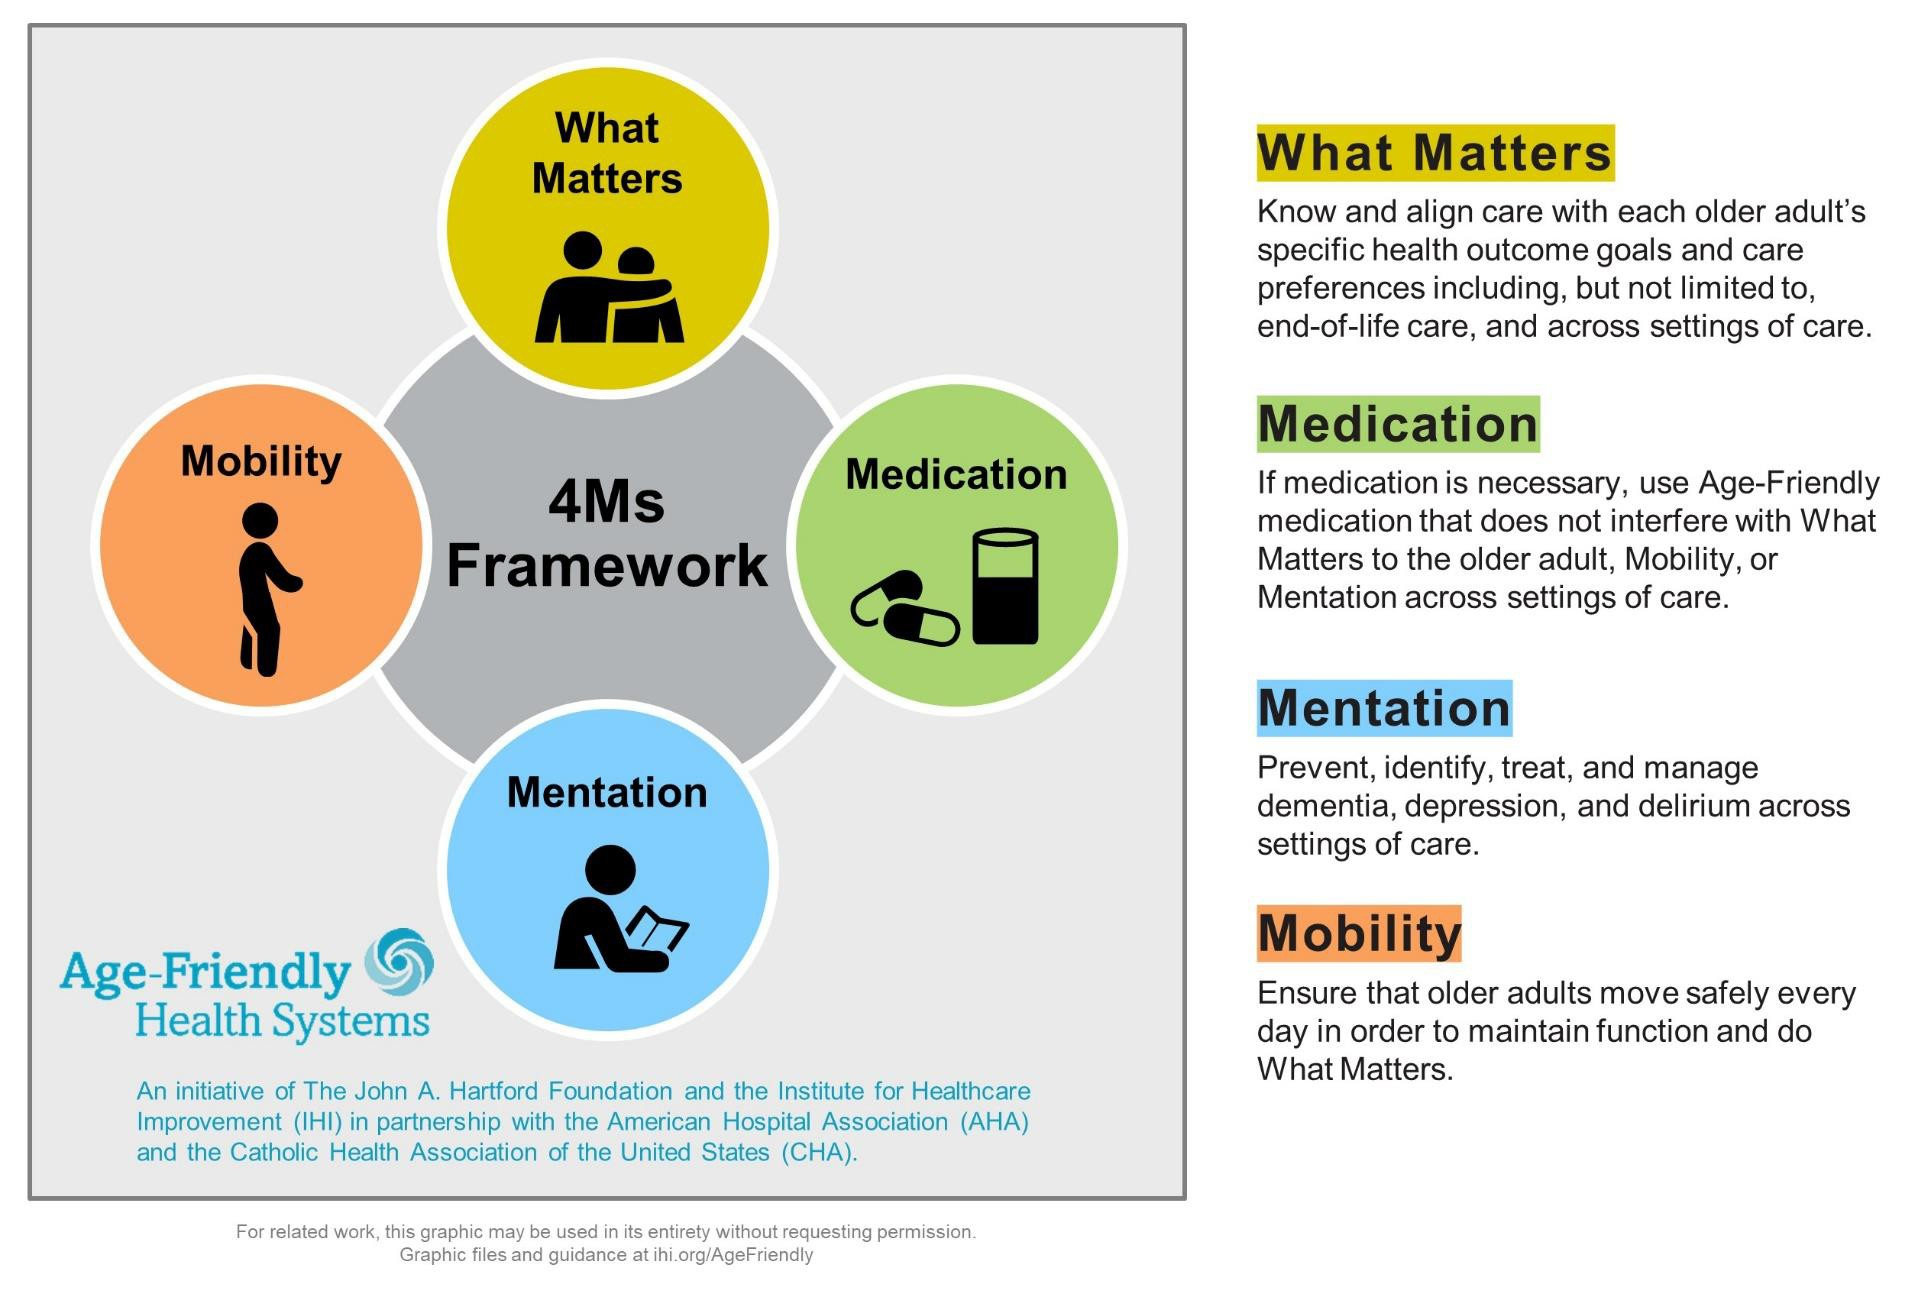 What
Matters
Mobility
4Ms
Framework
Medication
Mentation
Age-Friendly
Health Systems
An initiative of The John A. Hartford Foundation and the Institute for Healthcare
Improvement (IHI) in partnership with the American Hospital Association (AHA)
and the Catholic Health Association of the United States (CHA).
For related work, this graphic may be used in its entirety without requesting permission.
Graphic files and guidance at ihi.org/AgeFriendly
What Matters
Know and align care with each older adult’s
specific health outcome goals and care
preferences including, but not limited to,
end-of-life care, and across settings of care.
Medication
If medication is necessary, use Age-Friendly
medication that does not interfere with What
Matters to the older adult, Mobility, or
Mentation across settings of care.
Mentation
Prevent, identify, treat, and manage
dementia, depression, and delirium across
settings of care.
Mobility
Ensure that older adults move safely every
day in order to maintain function and do
What Matters.